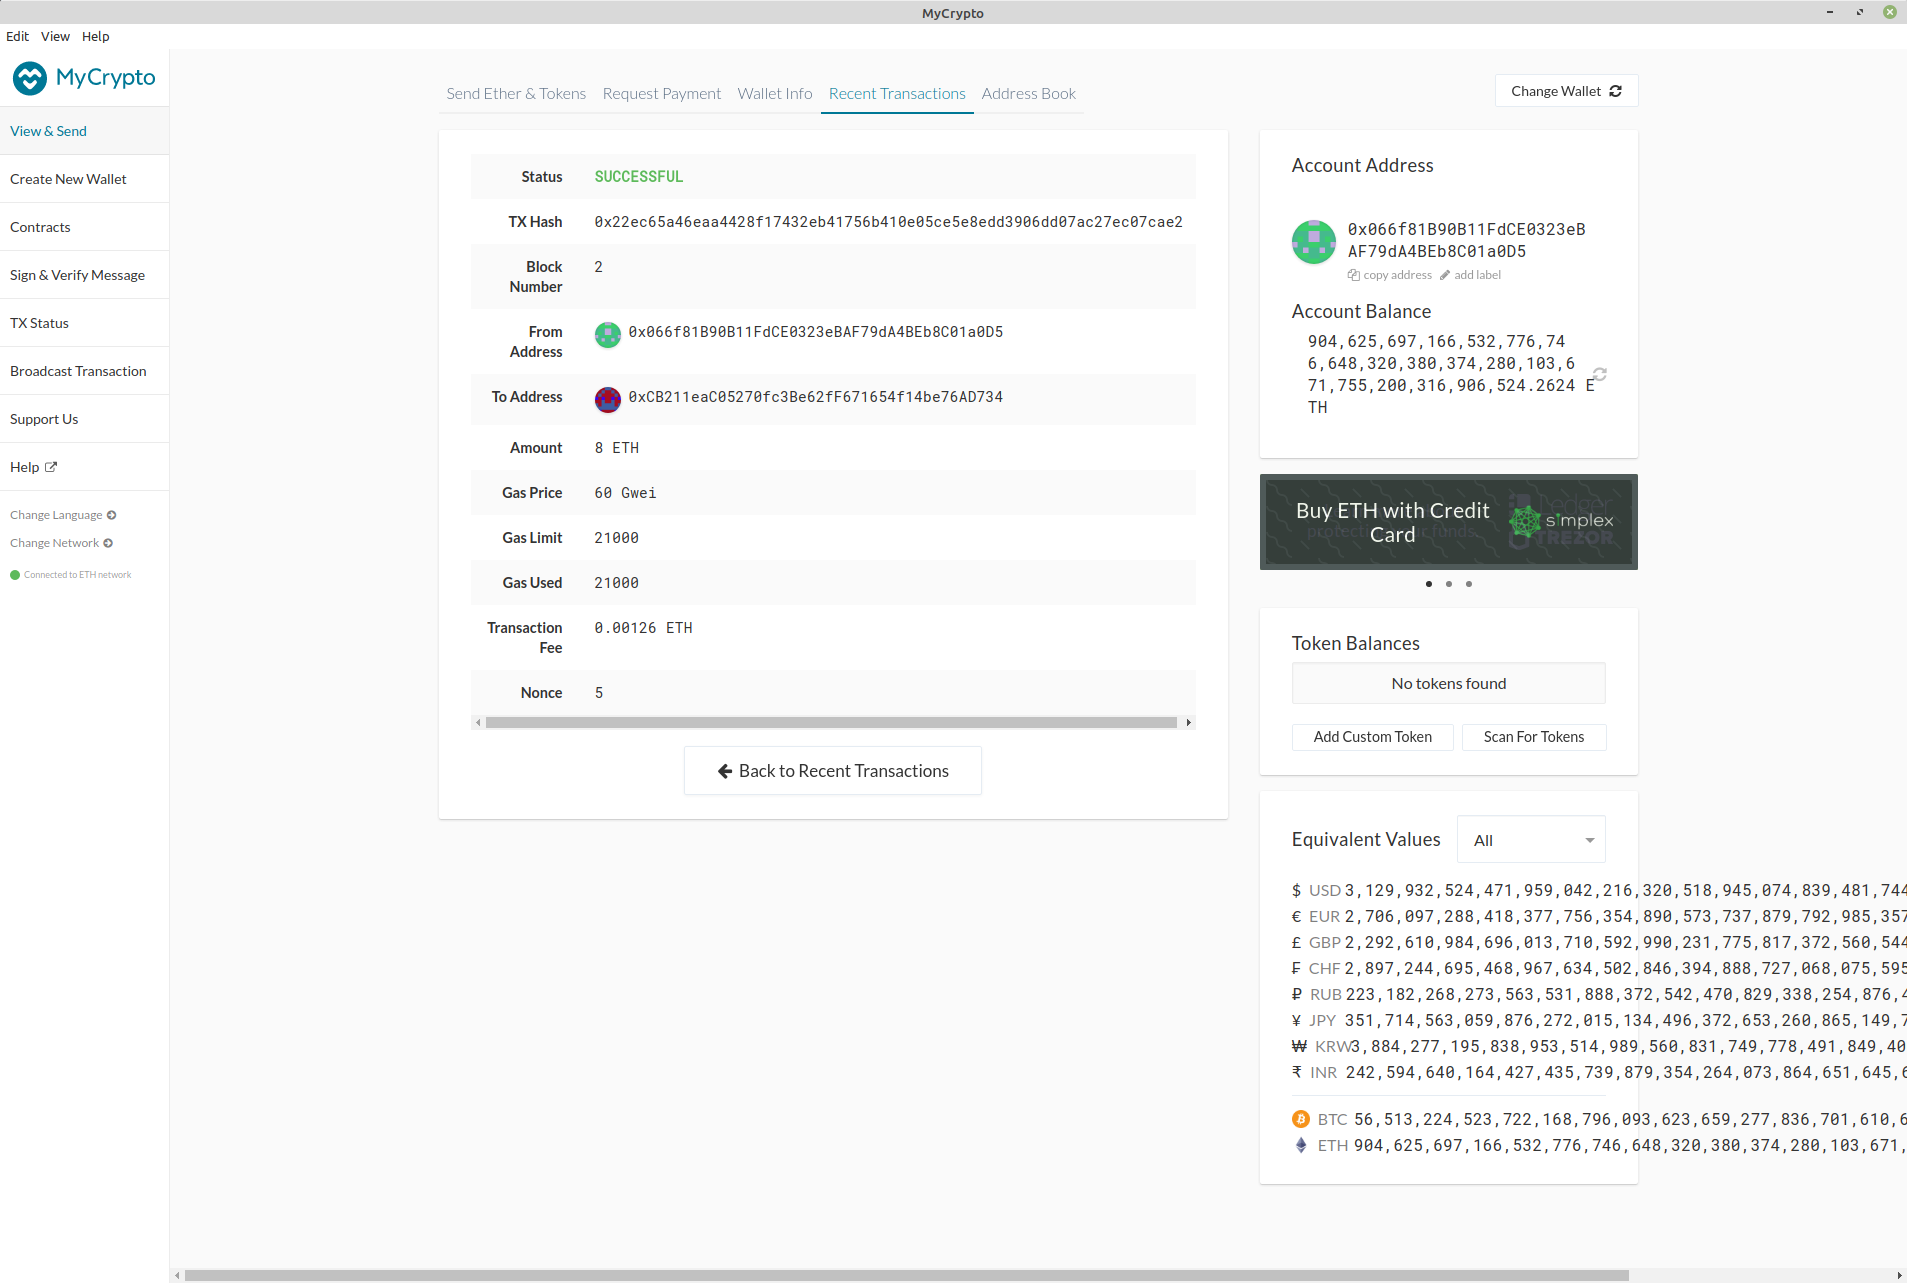 MyCrypto
Edit View Help
MyCrypto
View & Send
Create New Wallet
Contracts
Sign & Verify Message
TX Status
Broadcast Transaction
Support Us
Help
Change Language
Change Network
Connected to ETH network
Send Ether & Tokens Request Payment Wallet Info Recent Transactions Address Book
Change Wallet
Status SUCCESSFUL
TX Hash 0x22ec65a46eaa4428f17432eb41756b410e05ce5e8edd3906dd07ac27ec07cae2
Block Number 2
From Address 0x066f81B90B11FdCE0323eBAF79dA4BEb8C01a0D5
To Address 0xCB211eaC05270fc3Be62fF671654f14be76AD734
Amount 8 ETH
Gas Price 60 Gwei
Gas Limit 21000
Gas Used 21000
Transaction Fee 0.00126 ETH
Nonce 5
Back to Recent Transactions
Account Address
0x066f81B90B11FdCE0323eB
AF79dA4BEb8C01a0D5
copy address add label
Account Balance
904,625,697,166,532,776,74
6,648,320,380,374,280,103,6
71,755,200,316,906,524.2624 E
TH
Buy ETH with Credit
Card
simplex
TREZOR
Token Balances
No tokens found
Add Custom Token Scan For Tokens
Equivalent Values All
$ USD 3,129,932,524,471,959,042,216,320,518,945,074,839,481,744
€ EUR 2,706,097,288,418,377,756,354,890,573,737,879,792,985,357
£ GBP 2,292,610,984,696,013,710,592,990,231,775,817,372,560,544
₣ CHF 2,897,244,695,468,967,634,502,846,394,888,727,068,075,595
₽ RUB 223,182,268,273,563,531,888,372,542,470,829,338,254,876,4
¥ JPY 351,714,563,059,876,272,015,134,496,372,653,260,865,149,7
₩ KRW 3,884,277,195,838,953,514,989,560,831,749,778,491,849,40
₹ INR 242,594,640,164,427,435,739,879,354,264,073,864,651,645,6
BTC 56,513,224,523,722,168,796,093,623,659,277,836,701,610,6
ETH 904,625,697,166,532,776,746,648,320,380,374,280,103,671,